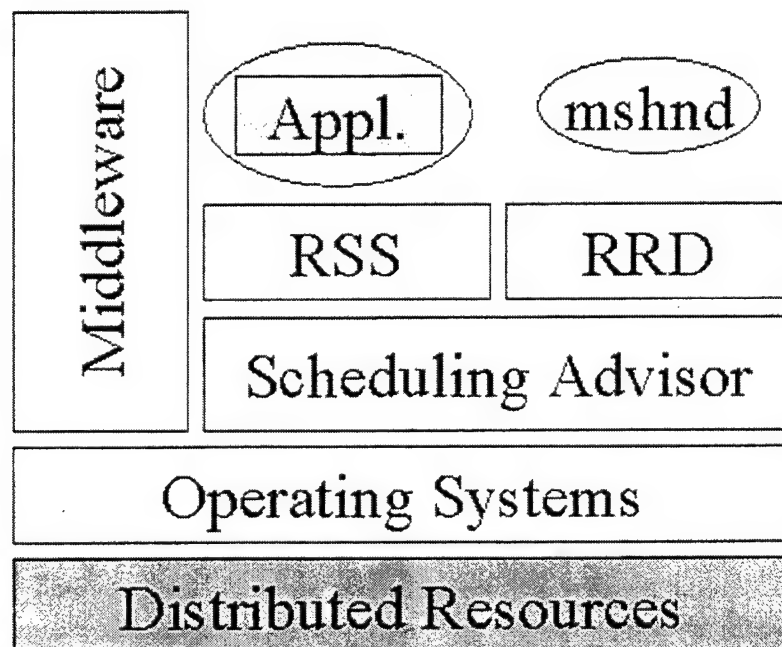 Middleware
Appl.
mshnd
RSS
RRD
Scheduling Advisor
Operating Systems
Distributed Resources